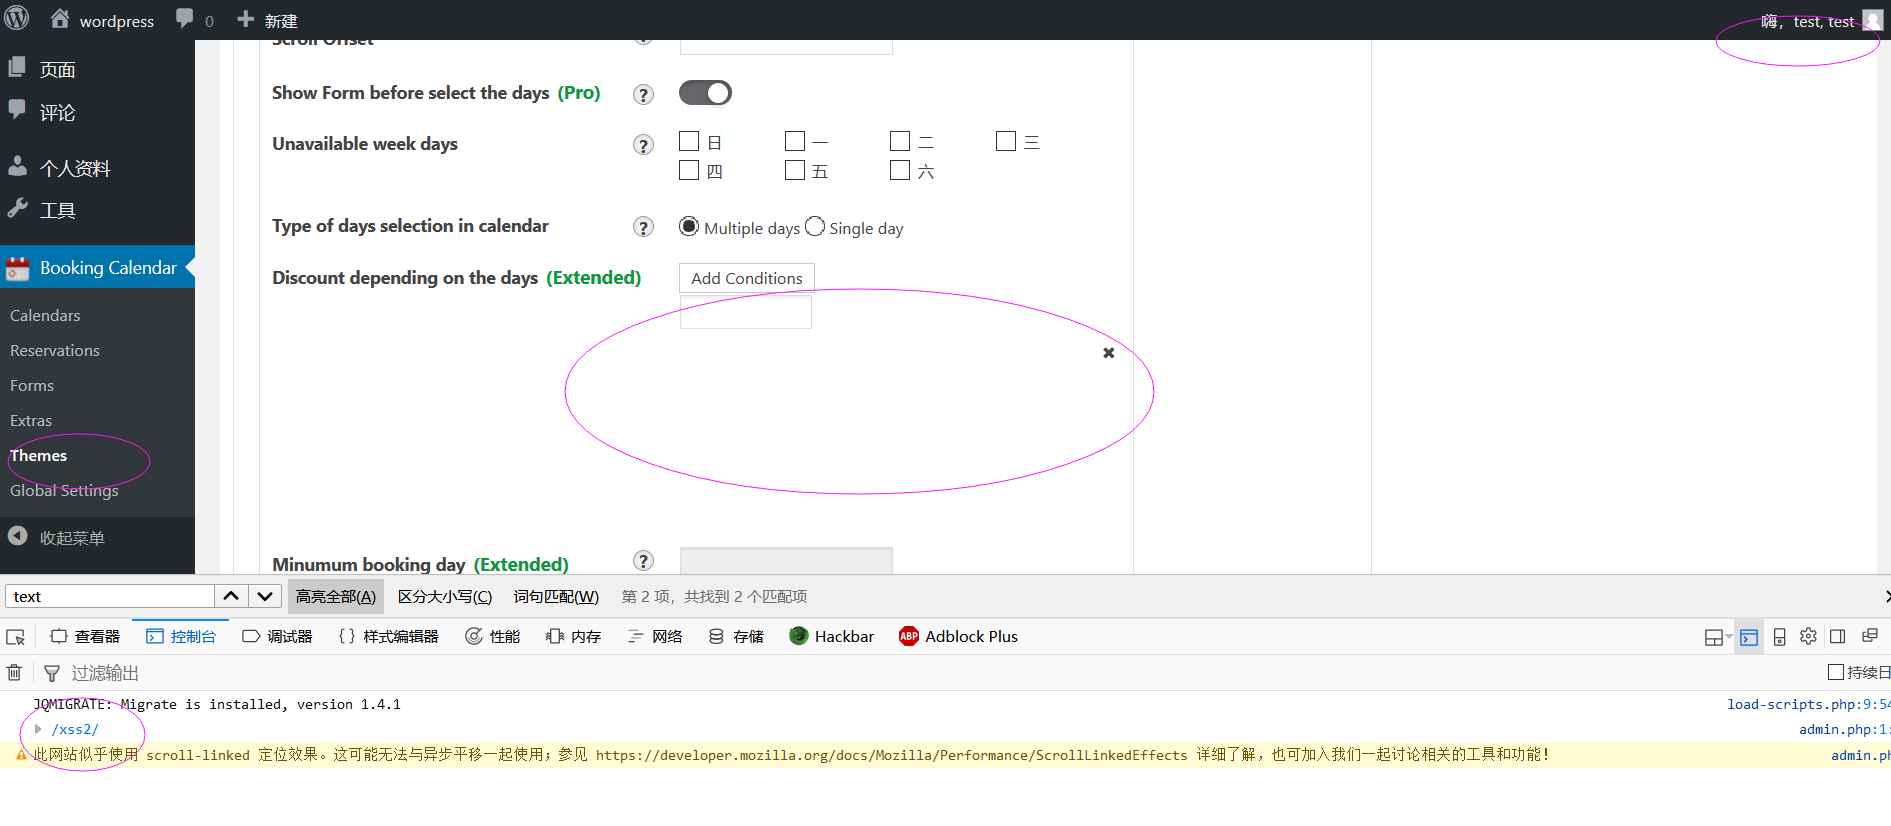 wordpress 0 新建 嗨，test, test
页面
评论
个人资料
工具
Booking Calendar
Calendars
Reservations
Forms
Extras
Themes
Global Settings
收起菜单
Scroll Offset
Show Form before select the days (Pro) ?
Unavailable week days ? 日 一 二 三
四 五 六
Type of days selection in calendar ? Multiple days Single day
Discount depending on the days (Extended) Add Conditions
Minumum booking day (Extended) ?
text 高亮全部(A) 区分大小写(C) 词句匹配(W) 第 2 项，共找到 2 个匹配项
查看器 控制台 调试器 {} 样式编辑器 性能 内存 网络 存储 Hackbar ABP Adblock Plus
过滤输出 持续日
JQMIGRATE: Migrate is installed, version 1.4.1 load-scripts.php:9:54
/xss2/ admin.php:1:
此网站似乎使用 scroll-linked 定位效果。这可能无法与异步平移一起使用；参见 https://developer.mozilla.org/docs/Mozilla/Performance/ScrollLinkedEffects 详细了解，也可加入我们一起讨论相关的工具和功能！ admin.ph